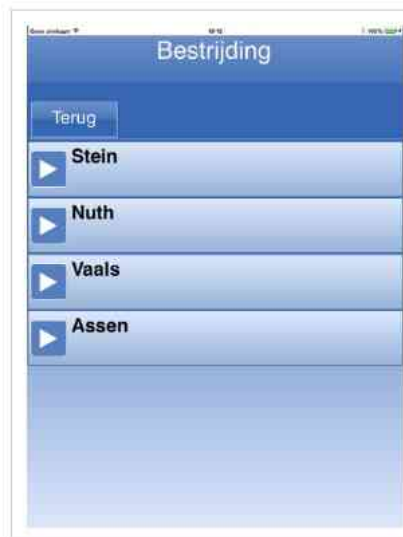 Bestrijding
Terug
Stein
Nuth
Vaals
Assen